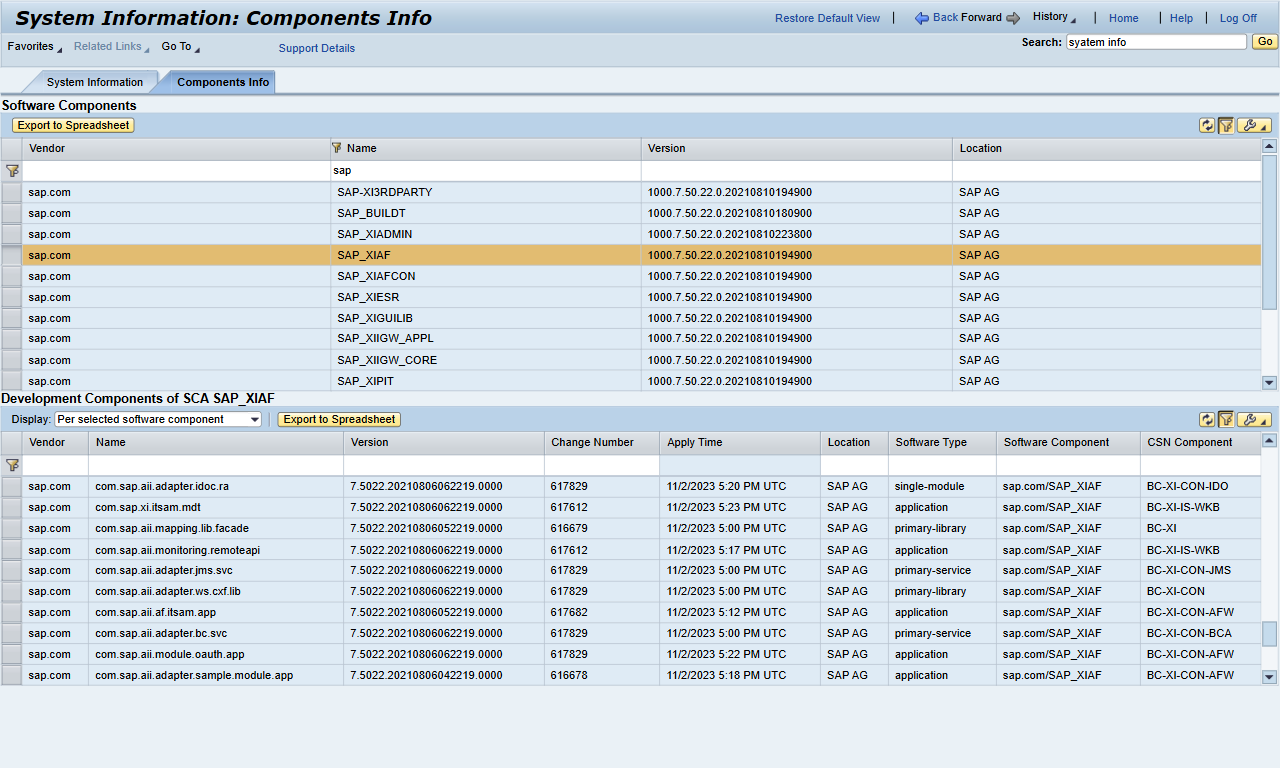 System Information: Components Info
Restore Default View | Back Forward History | Home | Help | Log Off
Favorites Related Links Go To Support Details Search: syatem info Go
System Information Components Info
Software Components
Export to Spreadsheet
Vendor Name Version Location
sap
sap.com SAP-XI3RDPARTY 1000.7.50.22.0.20210810194900 SAP AG
sap.com SAP_BUILDT 1000.7.50.22.0.20210810180900 SAP AG
sap.com SAP_XIADMIN 1000.7.50.22.0.20210810223800 SAP AG
sap.com SAP_XIAF 1000.7.50.22.0.20210810194900 SAP AG
sap.com SAP_XIAFCON 1000.7.50.22.0.20210810194900 SAP AG
sap.com SAP_XIESR 1000.7.50.22.0.20210810194900 SAP AG
sap.com SAP_XIGUILIB 1000.7.50.22.0.20210810194900 SAP AG
sap.com SAP_XIIGW_APPL 1000.7.50.22.0.20210810194900 SAP AG
sap.com SAP_XIIGW_CORE 1000.7.50.22.0.20210810194900 SAP AG
sap.com SAP_XIPIT 1000.7.50.22.0.20210810194900 SAP AG
Development Components of SCA SAP_XIAF
Display: Per selected software component Export to Spreadsheet
Vendor Name Version Change Number Apply Time Location Software Type Software Component CSN Component
sap.com com.sap.aii.adapter.idoc.ra 7.5022.20210806062219.0000 617829 11/2/2023 5:20 PM UTC SAP AG single-module sap.com/SAP_XIAF BC-XI-CON-IDO
sap.com com.sap.xi.itsam.mdt 7.5022.20210806062219.0000 617612 11/2/2023 5:23 PM UTC SAP AG application sap.com/SAP_XIAF BC-XI-IS-WKB
sap.com com.sap.aii.mapping.lib.facade 7.5022.20210806052219.0000 616679 11/2/2023 5:00 PM UTC SAP AG primary-library sap.com/SAP_XIAF BC-XI
sap.com com.sap.aii.monitoring.remoteapi 7.5022.20210806062219.0000 617612 11/2/2023 5:17 PM UTC SAP AG application sap.com/SAP_XIAF BC-XI-IS-WKB
sap.com com.sap.aii.adapter.jms.svc 7.5022.20210806062219.0000 617829 11/2/2023 5:00 PM UTC SAP AG primary-service sap.com/SAP_XIAF BC-XI-CON-JMS
sap.com com.sap.aii.adapter.ws.cxf.lib 7.5022.20210806062219.0000 617829 11/2/2023 5:00 PM UTC SAP AG primary-library sap.com/SAP_XIAF BC-XI-CON
sap.com com.sap.aii.af.itsam.app 7.5022.20210806052219.0000 617682 11/2/2023 5:12 PM UTC SAP AG application sap.com/SAP_XIAF BC-XI-CON-AFW
sap.com com.sap.aii.adapter.bc.svc 7.5022.20210806062219.0000 617829 11/2/2023 5:00 PM UTC SAP AG primary-service sap.com/SAP_XIAF BC-XI-CON-BCA
sap.com com.sap.aii.module.oauth.app 7.5022.20210806062219.0000 617829 11/2/2023 5:22 PM UTC SAP AG application sap.com/SAP_XIAF BC-XI-CON-AFW
sap.com com.sap.aii.adapter.sample.module.app 7.5022.20210806042219.0000 616678 11/2/2023 5:18 PM UTC SAP AG application sap.com/SAP_XIAF BC-XI-CON-AFW